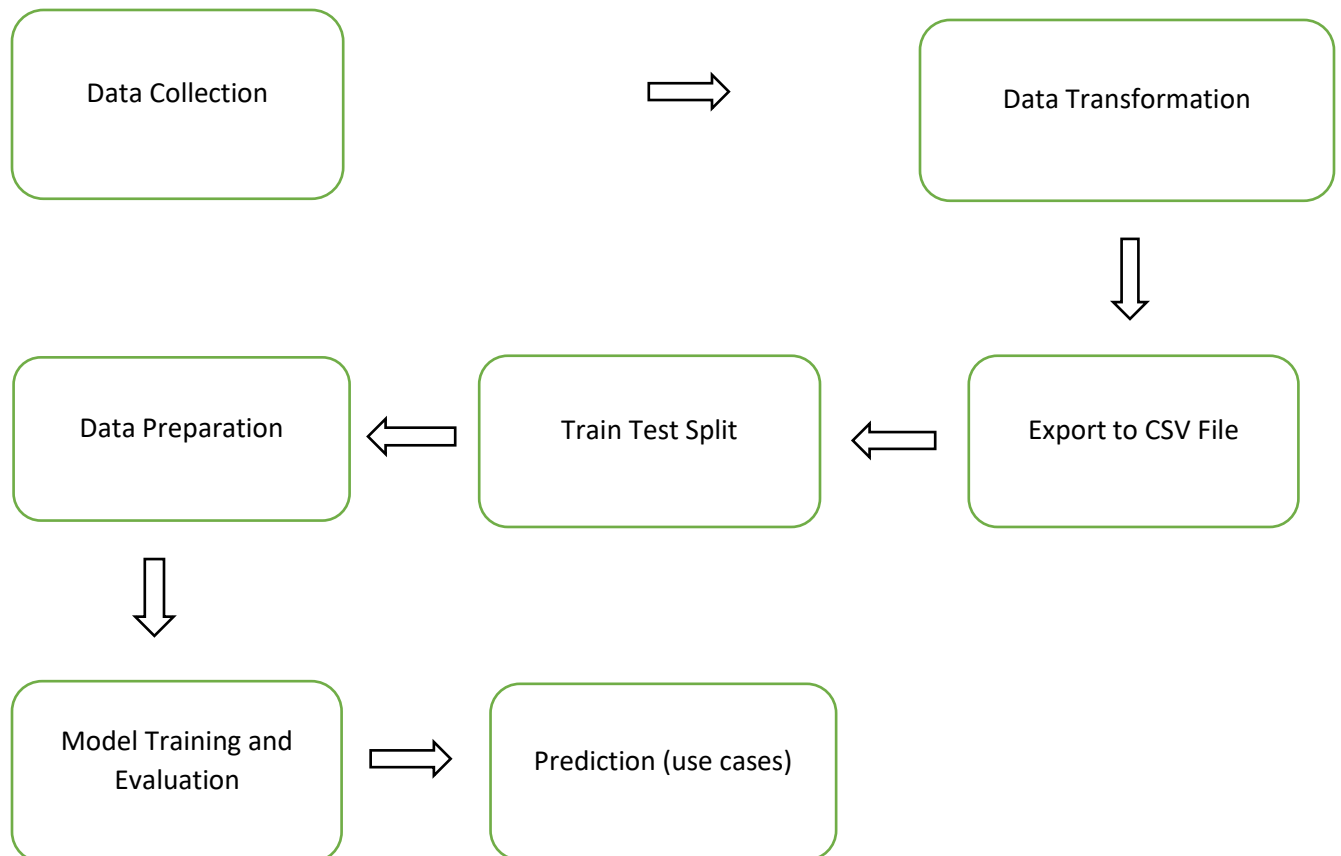 Data Collection
Data Transformation
Data Preparation
Train Test Split
Export to CSV File
Model Training and
Evaluation
Prediction (use cases)